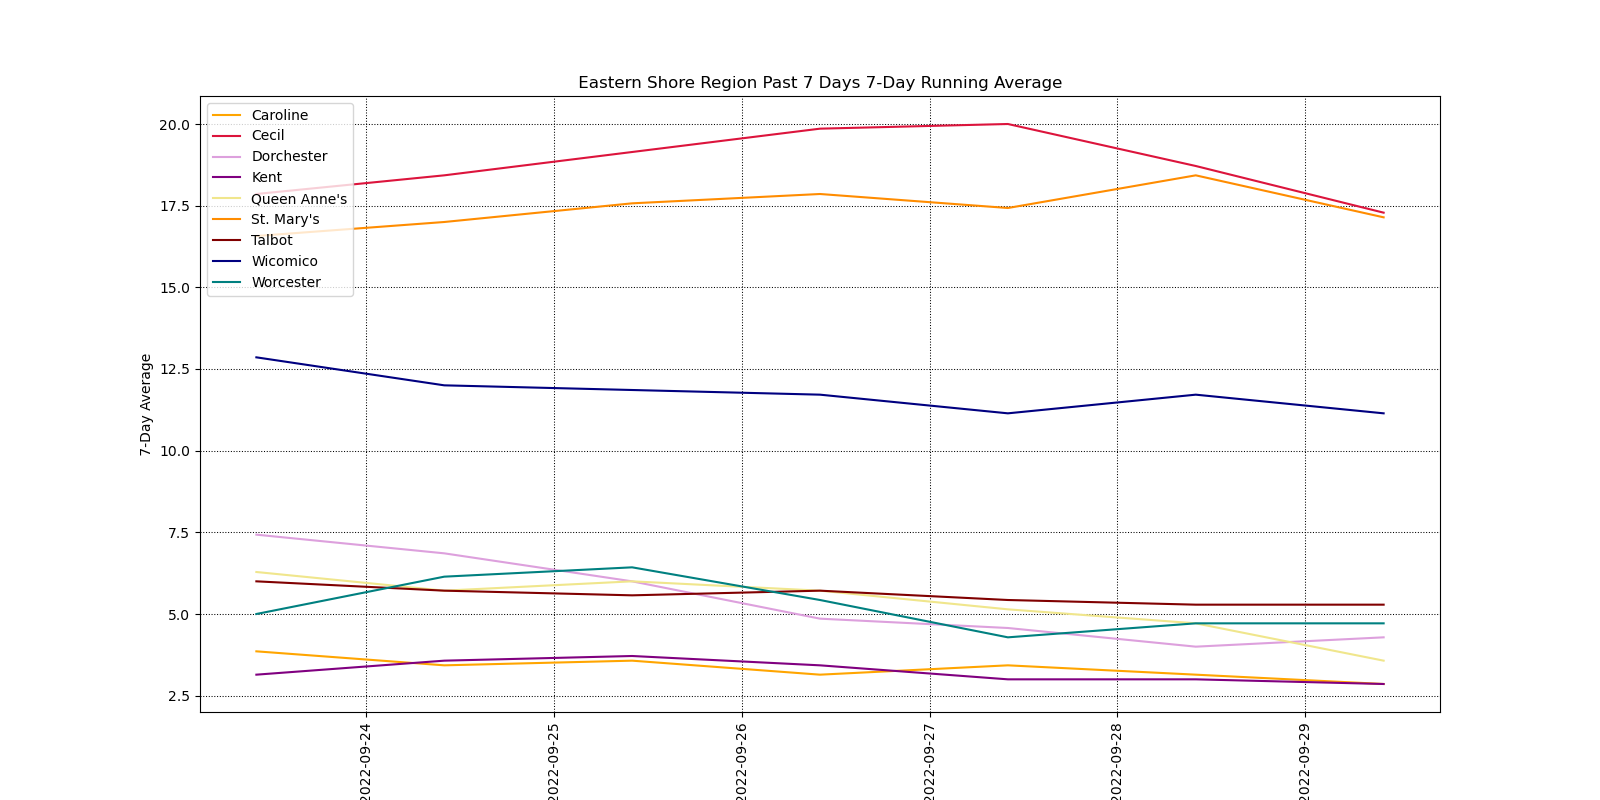 Eastern Shore Region Past 7 Days 7-Day Running Average
Caroline
Cecil
Dorchester
Kent
Queen Anne's
St. Mary's
Talbot
Wicomico
Worcester
7-Day Average
20.0
17.5
15.0
12.5
10.0
7.5
5.0
2.5
2022-09-24
2022-09-25
2022-09-26
2022-09-27
2022-09-28
2022-09-29